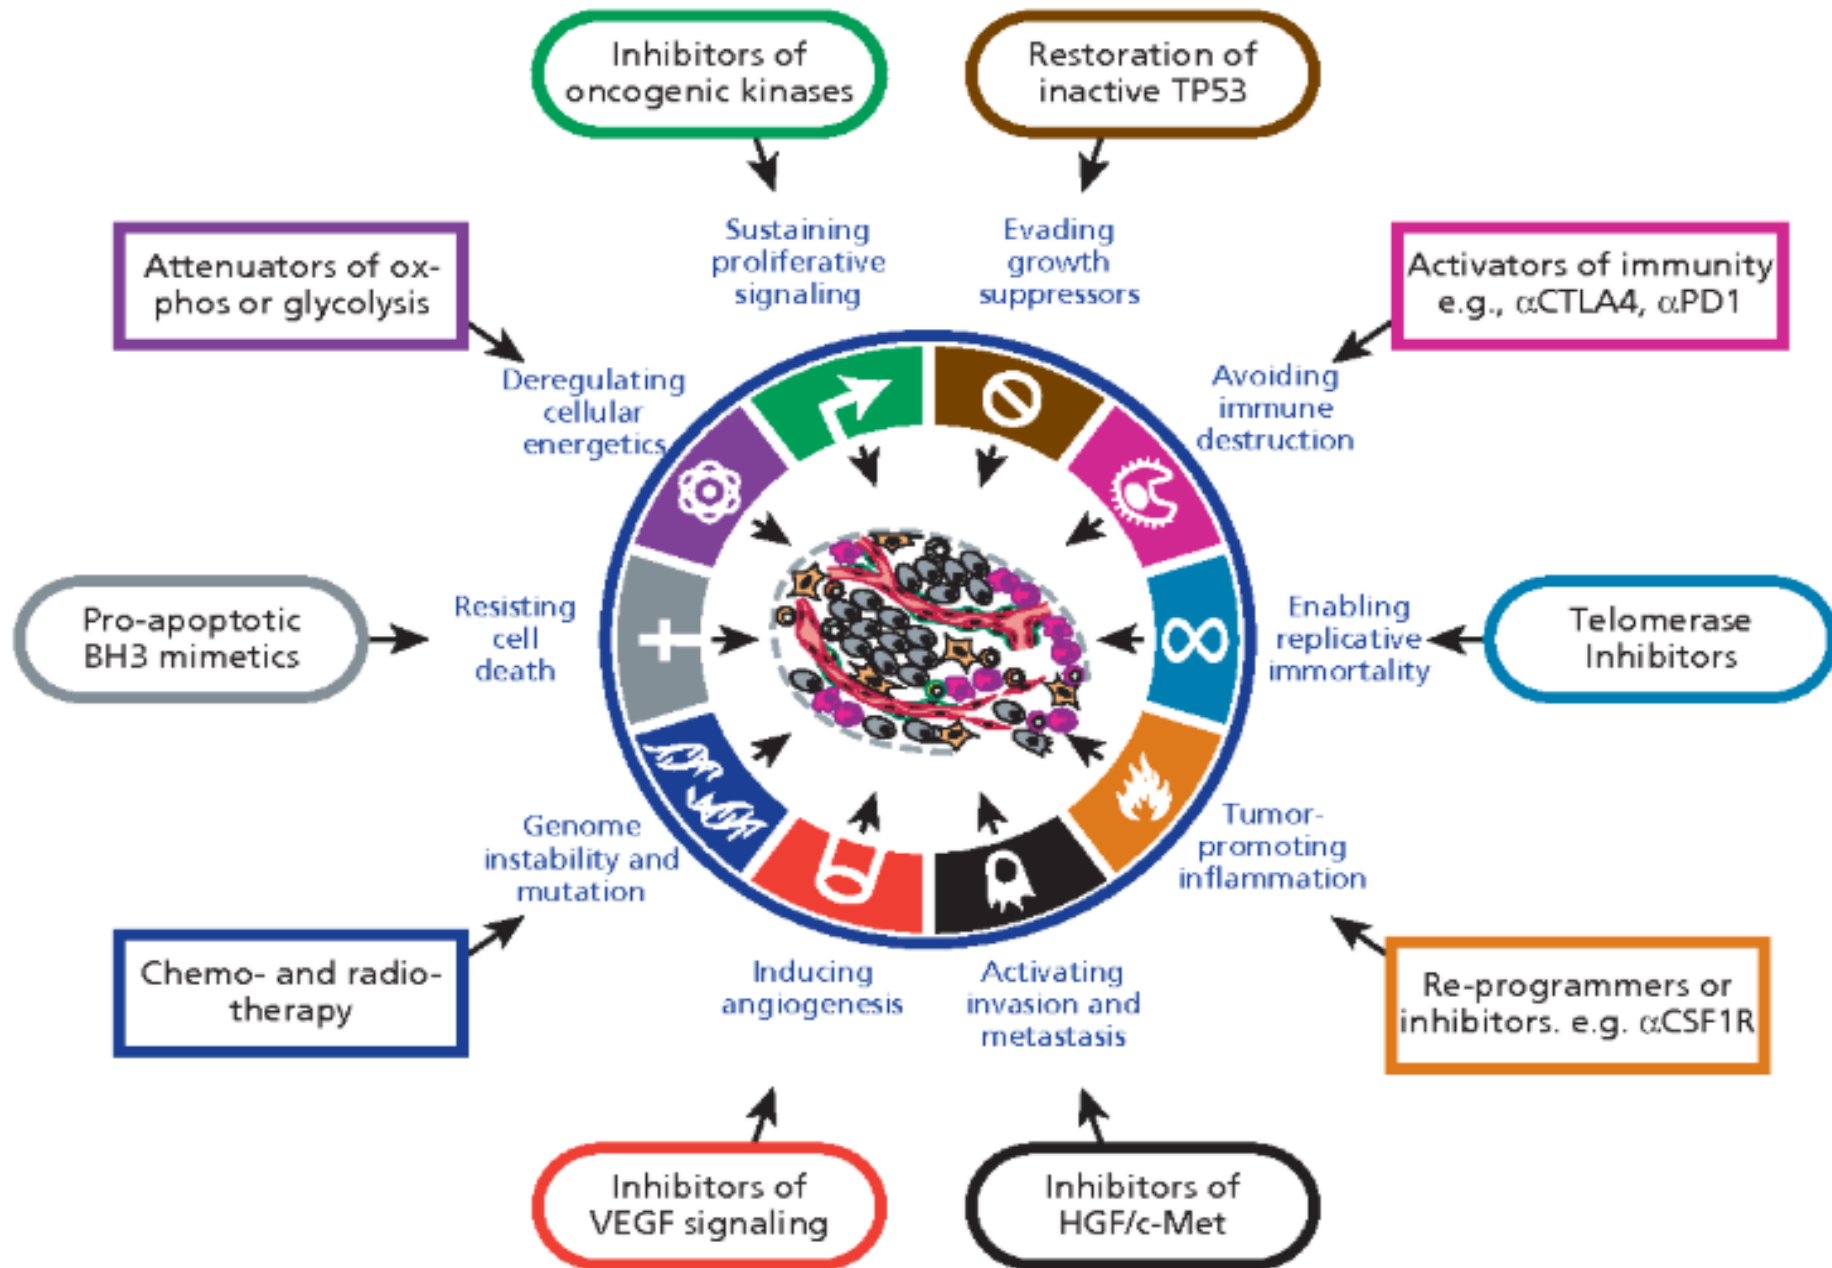 Inhibitors of
oncogenic kinases
Restoration of
inactive TP53
Sustaining
proliferative
signaling
Evading
growth
suppressors
Attenuators of ox-
phos or glycolysis
Activators of immunity
e.g., αCTLA4, αPD1
Deregulating
cellular
energetics
Avoiding
immune
destruction
Pro-apoptotic
BH3 mimetics
Resisting
cell
death
Enabling
replicative
immortality
Telomerase
Inhibitors
Genome
instability and
mutation
Tumor-
promoting
inflammation
Chemo- and radio-
therapy
Inducing
angiogenesis
Activating
invasion and
metastasis
Re-programmers or
inhibitors. e.g. αCSF1R
Inhibitors of
VEGF signaling
Inhibitors of
HGF/c-Met